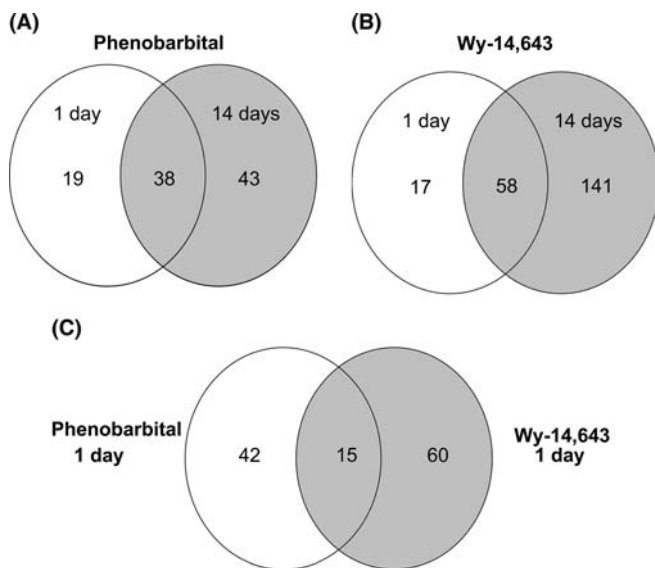 (A)
Phenobarbital
1 day 14 days
19 38 43
(B)
Wy-14,643
1 day 14 days
17 58 141
(C)
Phenobarbital
1 day
42 15 60
Wy-14,643
1 day